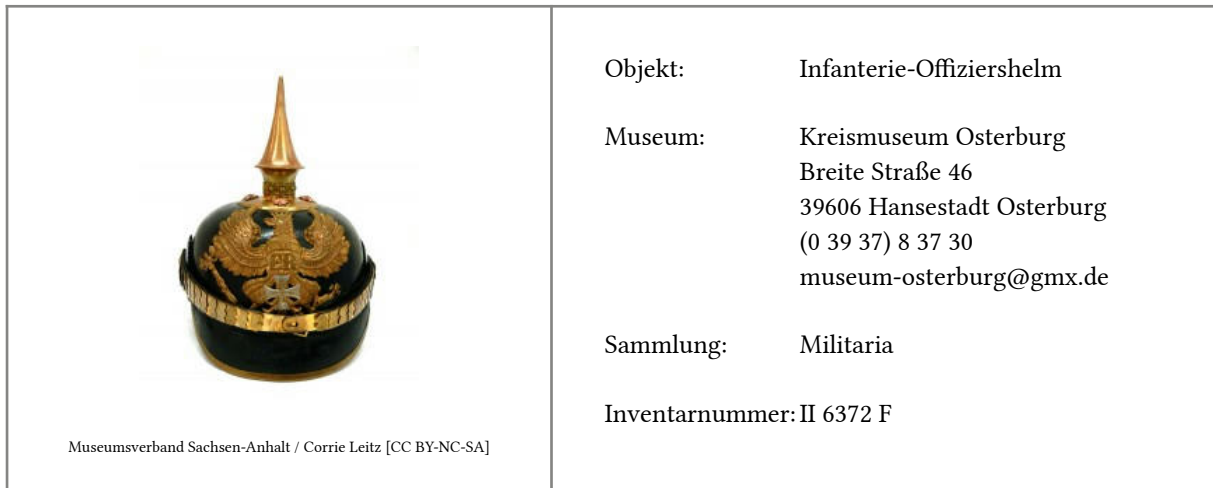 Objekt: Infanterie-Offiziershelm
Museum: Kreismuseum Osterburg
Breite Straße 46
39606 Hansestadt Osterburg
(0 39 37) 8 37 30
museum-osterburg@gmx.de
Sammlung: Militaria
Inventarnummer: II 6372 F
Museumsverband Sachsen-Anhalt / Corrie Leitz [CC BY-NC-SA]